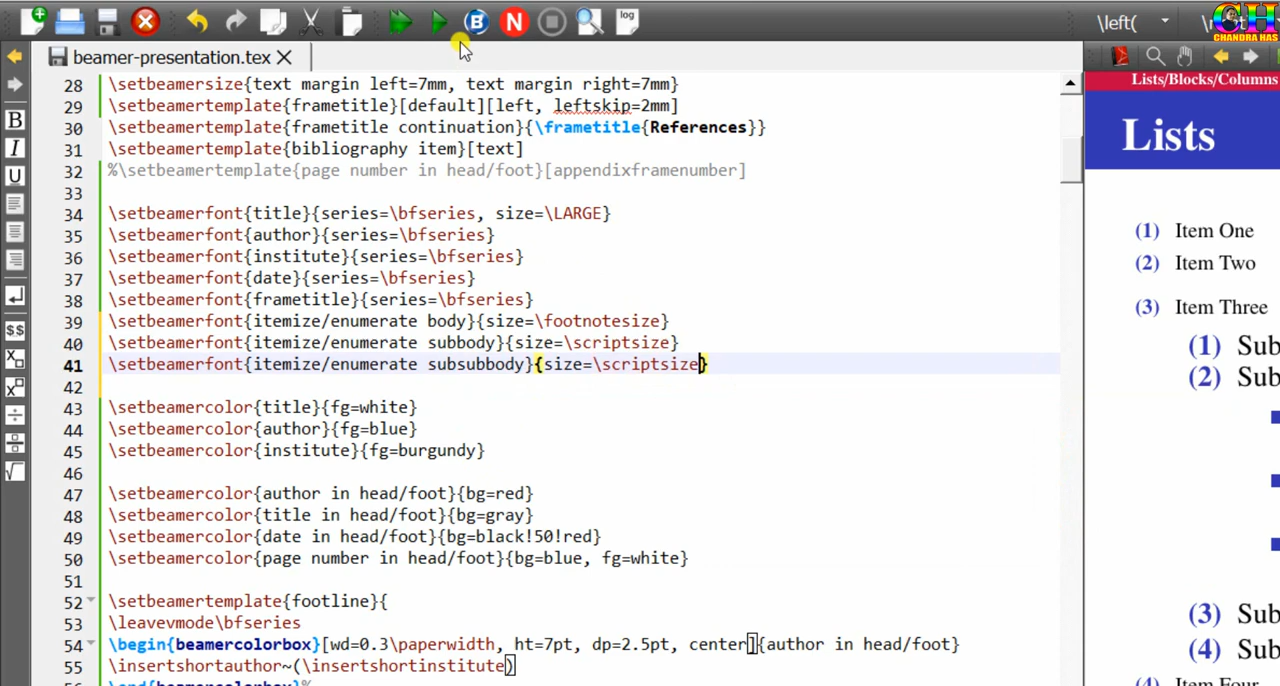 B N log \left( \
CH
CHANDRA HAS
beamer-presentation.tex
28 \setbeamersize{text margin left=7mm, text margin right=7mm}
29 \setbeamertemplate{frametitle}[default][left, leftskip=2mm]
30 \setbeamertemplate{frametitle continuation}{\frametitle{References}}
31 \setbeamertemplate{bibliography item}[text]
32 %\setbeamertemplate{page number in head/foot}[appendixframenumber]
33
34 \setbeamerfont{title}{series=\bfseries, size=\LARGE}
35 \setbeamerfont{author}{series=\bfseries}
36 \setbeamerfont{institute}{series=\bfseries}
37 \setbeamerfont{date}{series=\bfseries}
38 \setbeamerfont{frametitle}{series=\bfseries}
39 \setbeamerfont{itemize/enumerate body}{size=\footnotesize}
40 \setbeamerfont{itemize/enumerate subbody}{size=\scriptsize}
41 \setbeamerfont{itemize/enumerate subsubbody}{size=\scriptsize}
42
43 \setbeamercolor{title}{fg=white}
44 \setbeamercolor{author}{fg=blue}
45 \setbeamercolor{institute}{fg=burgundy}
46
47 \setbeamercolor{author in head/foot}{bg=red}
48 \setbeamercolor{title in head/foot}{bg=gray}
49 \setbeamercolor{date in head/foot}{bg=black!50!red}
50 \setbeamercolor{page number in head/foot}{bg=blue, fg=white}
51
52 \setbeamertemplate{footline}{
53 \leavevmode\bfseries
54 \begin{beamercolorbox}[wd=0.3\paperwidth, ht=7pt, dp=2.5pt, center]{author in head/foot}
55 \insertshortauthor~(\insertshortinstitute)
\end{beamercolorbox}%
B
I
U
$$
Lists/Blocks/Columns
Lists
(1) Item One
(2) Item Two
(3) Item Three
(1) Sub
(2) Sub
(3) Sub
(4) Sub
(4) Item Four